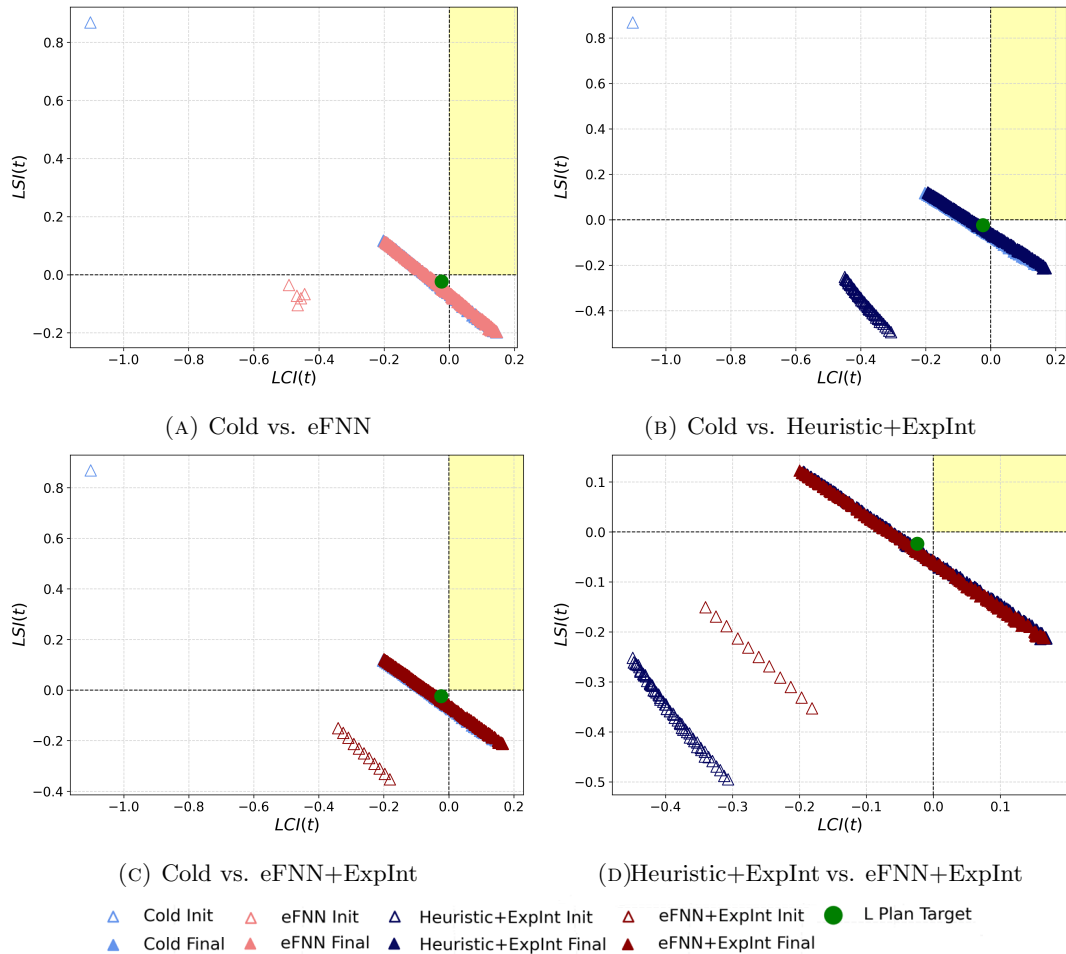 0.8
0.6
0.4
0.2
0.0
−0.2
LSI(t)
−1.0
−0.8
−0.6
−0.4
−0.2
0.0
0.2
LCI(t)
(A) Cold vs. eFNN
0.8
0.6
0.4
0.2
0.0
−0.2
−0.4
LSI(t)
−1.0
−0.8
−0.6
−0.4
−0.2
0.0
0.2
LCI(t)
(B) Cold vs. Heuristic+ExpInt
0.8
0.6
0.4
0.2
0.0
−0.2
−0.4
LSI(t)
−1.0
−0.8
−0.6
−0.4
−0.2
0.0
0.2
LCI(t)
(C) Cold vs. eFNN+ExpInt
0.1
0.0
−0.1
−0.2
−0.3
−0.4
−0.5
LSI(t)
−0.4
−0.3
−0.2
−0.1
0.0
0.1
LCI(t)
(D)Heuristic+ExpInt vs. eFNN+ExpInt
Cold Init
eFNN Init
Heuristic+ExpInt Init
eFNN+ExpInt Init
L Plan Target
Cold Final
eFNN Final
Heuristic+ExpInt Final
eFNN+ExpInt Final